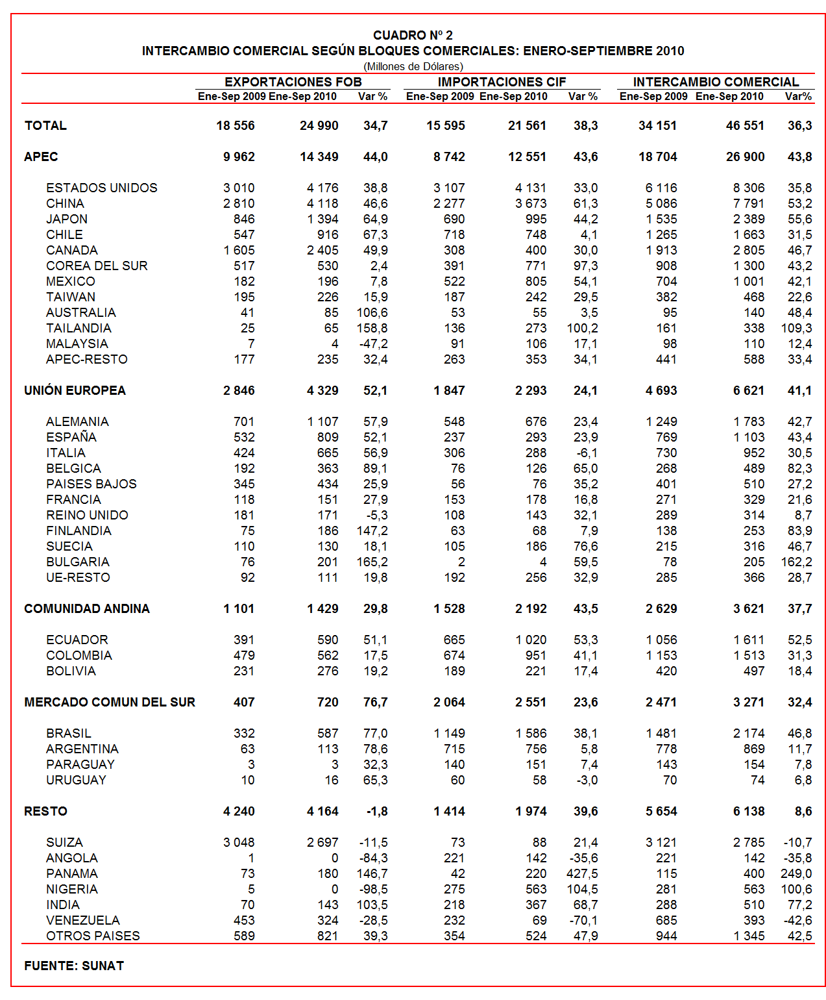 CUADRO Nº 2
INTERCAMBIO COMERCIAL SEGÚN BLOQUES COMERCIALES: ENERO-SEPTIEMBRE 2010
(Millones de Dólares)
EXPORTACIONES FOB IMPORTACIONES CIF INTERCAMBIO COMERCIAL
Ene-Sep 2009 Ene-Sep 2010 Var % Ene-Sep 2009 Ene-Sep 2010 Var % Ene-Sep 2009 Ene-Sep 2010 Var%
TOTAL 18 556 24 990 34,7 15 595 21 561 38,3 34 151 46 551 36,3
APEC 9 962 14 349 44,0 8 742 12 551 43,6 18 704 26 900 43,8
ESTADOS UNIDOS 3 010 4 176 38,8 3 107 4 131 33,0 6 116 8 306 35,8
CHINA 2 810 4 118 46,6 2 277 3 673 61,3 5 086 7 791 53,2
JAPON 846 1 394 64,9 690 995 44,2 1 535 2 389 55,6
CHILE 547 916 67,3 718 748 4,1 1 265 1 663 31,5
CANADA 1 605 2 405 49,9 308 400 30,0 1 913 2 805 46,7
COREA DEL SUR 517 530 2,4 391 771 97,3 908 1 300 43,2
MEXICO 182 196 7,8 522 805 54,1 704 1 001 42,1
TAIWAN 195 226 15,9 187 242 29,5 382 468 22,6
AUSTRALIA 41 85 106,6 53 55 3,5 95 140 48,4
TAILANDIA 25 65 158,8 136 273 100,2 161 338 109,3
MALAYSIA 7 4 -47,2 91 106 17,1 98 110 12,4
APEC-RESTO 177 235 32,4 263 353 34,1 441 588 33,4
UNIÓN EUROPEA 2 846 4 329 52,1 1 847 2 293 24,1 4 693 6 621 41,1
ALEMANIA 701 1 107 57,9 548 676 23,4 1 249 1 783 42,7
ESPAÑA 532 809 52,1 237 293 23,9 769 1 103 43,4
ITALIA 424 665 56,9 306 288 -6,1 730 952 30,5
BELGICA 192 363 89,1 76 126 65,0 268 489 82,3
PAISES BAJOS 345 434 25,9 56 76 35,2 401 510 27,2
FRANCIA 118 151 27,9 153 178 16,8 271 329 21,6
REINO UNIDO 181 171 -5,3 108 143 32,1 289 314 8,7
FINLANDIA 75 186 147,2 63 68 7,9 138 253 83,9
SUECIA 110 130 18,1 105 186 76,6 215 316 46,7
BULGARIA 76 201 165,2 2 4 59,5 78 205 162,2
UE-RESTO 92 111 19,8 192 256 32,9 285 366 28,7
COMUNIDAD ANDINA 1 101 1 429 29,8 1 528 2 192 43,5 2 629 3 621 37,7
ECUADOR 391 590 51,1 665 1 020 53,3 1 056 1 611 52,5
COLOMBIA 479 562 17,5 674 951 41,1 1 153 1 513 31,3
BOLIVIA 231 276 19,2 189 221 17,4 420 497 18,4
MERCADO COMUN DEL SUR 407 720 76,7 2 064 2 551 23,6 2 471 3 271 32,4
BRASIL 332 587 77,0 1 149 1 586 38,1 1 481 2 174 46,8
ARGENTINA 63 113 78,6 715 756 5,8 778 869 11,7
PARAGUAY 3 3 32,3 140 151 7,4 143 154 7,8
URUGUAY 10 16 65,3 60 58 -3,0 70 74 6,8
RESTO 4 240 4 164 -1,8 1 414 1 974 39,6 5 654 6 138 8,6
SUIZA 3 048 2 697 -11,5 73 88 21,4 3 121 2 785 -10,7
ANGOLA 1 0 -84,3 221 142 -35,6 221 142 -35,8
PANAMA 73 180 146,7 42 220 427,5 115 400 249,0
NIGERIA 5 0 -98,5 275 563 104,5 281 563 100,6
INDIA 70 143 103,5 218 367 68,7 288 510 77,2
VENEZUELA 453 324 -28,5 232 69 -70,1 685 393 -42,6
OTROS PAISES 589 821 39,3 354 524 47,9 944 1 345 42,5
FUENTE: SUNAT